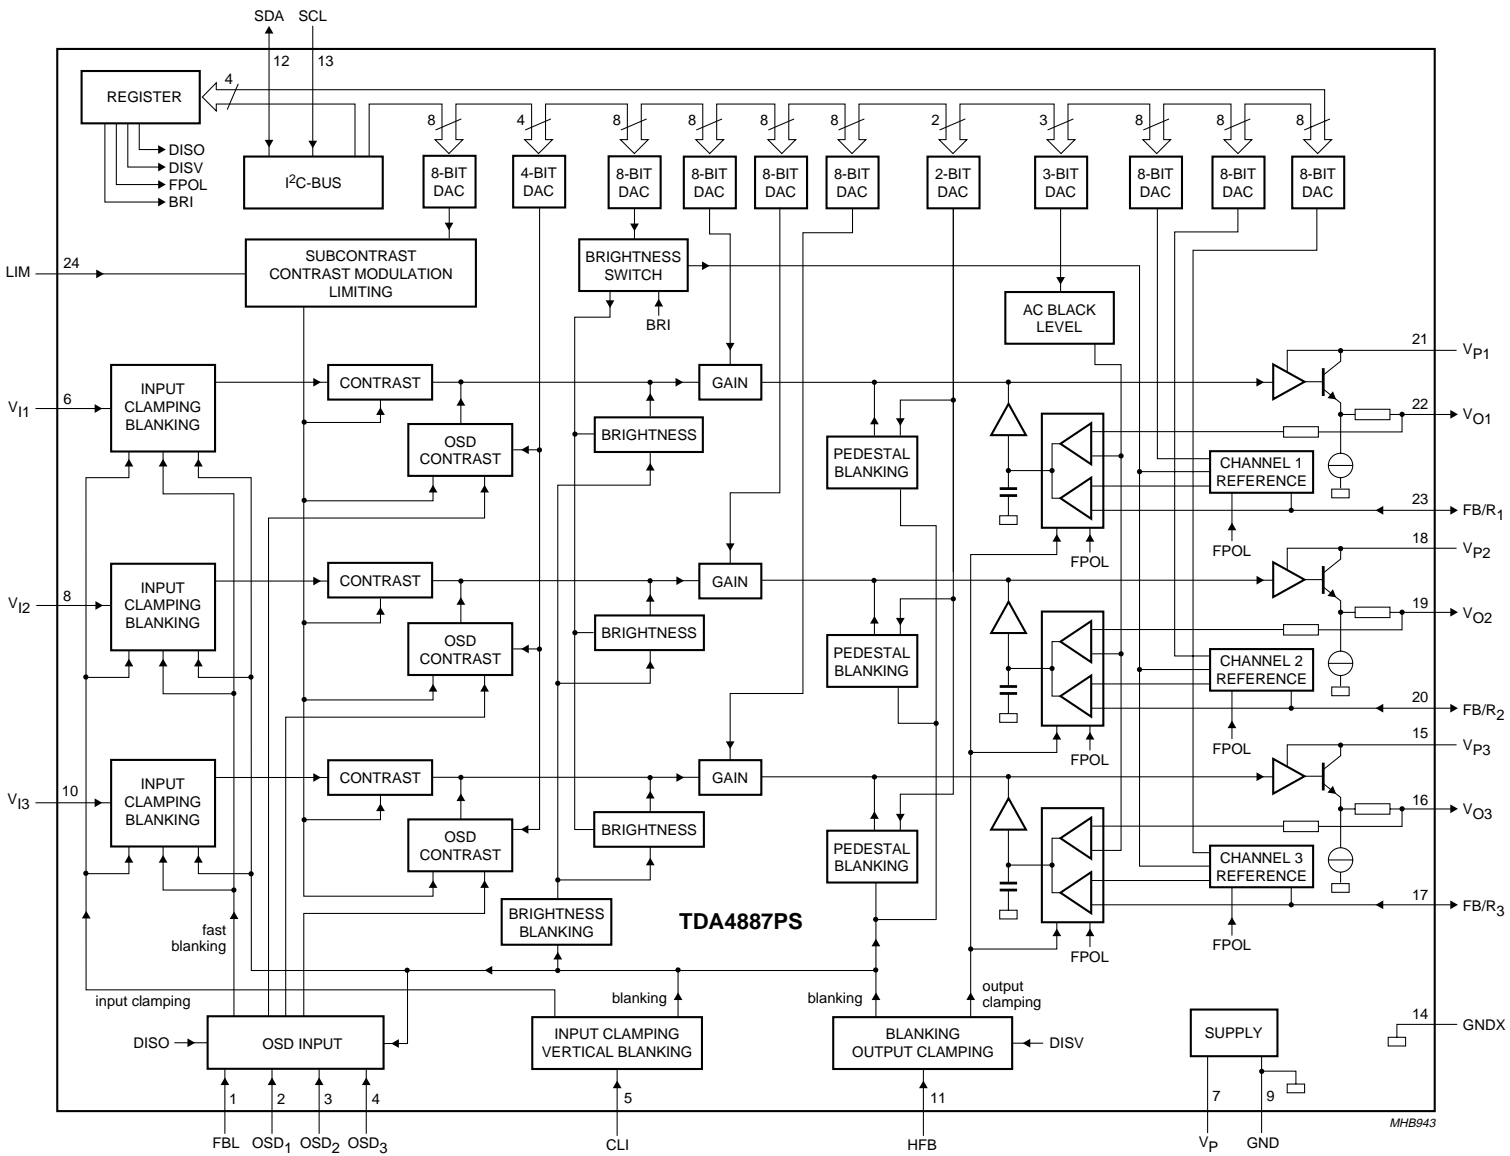 SDA SCL
12 13
REGISTER
4
8 4 8 8 8 8 2 3 8 8 8
DISO
DISV
FPOL
BRI
I²C-BUS
8-BIT DAC
4-BIT DAC
8-BIT DAC
8-BIT DAC
8-BIT DAC
8-BIT DAC
2-BIT DAC
3-BIT DAC
8-BIT DAC
8-BIT DAC
8-BIT DAC
LIM 24
SUBCONTRAST
CONTRAST MODULATION
LIMITING
BRIGHTNESS
SWITCH
BRI
AC BLACK
LEVEL
21 VP1
VI1 6
INPUT
CLAMPING
BLANKING
CONTRAST
GAIN
OSD
CONTRAST
BRIGHTNESS
PEDESTAL
BLANKING
22 VO1
CHANNEL 1
REFERENCE
23 FB/R1
FPOL FPOL
18 VP2
VI2 8
INPUT
CLAMPING
BLANKING
CONTRAST
GAIN
OSD
CONTRAST
BRIGHTNESS
PEDESTAL
BLANKING
19 VO2
CHANNEL 2
REFERENCE
20 FB/R2
FPOL FPOL
15 VP3
VI3 10
INPUT
CLAMPING
BLANKING
CONTRAST
GAIN
OSD
CONTRAST
BRIGHTNESS
PEDESTAL
BLANKING
16 VO3
CHANNEL 3
REFERENCE
17 FB/R3
FPOL FPOL
fast
blanking
BRIGHTNESS
BLANKING
TDA4887PS
input clamping
blanking
blanking
output
clamping
DISO
OSD INPUT
INPUT CLAMPING
VERTICAL BLANKING
BLANKING
OUTPUT CLAMPING
DISV
SUPPLY
14 GNDX
1 2 3 4 5 11 7 9
FBL OSD1 OSD2 OSD3 CLI HFB VP GND
MHB943